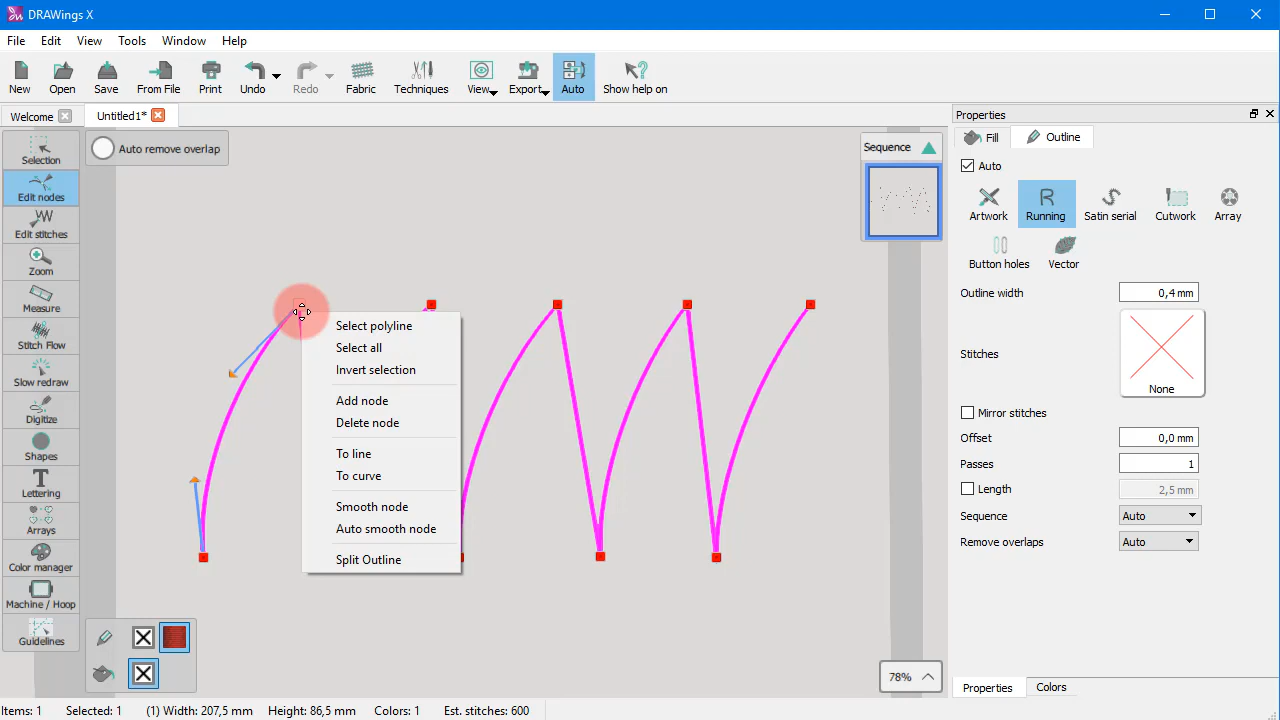 DRAWings X
File Edit View Tools Window Help
New Open Save From File Print Undo Redo Fabric Techniques View Export Auto Show help on
Welcome Untitled1*
Selection
Edit nodes
Edit stitches
Zoom
Measure
Stitch Flow
Slow redraw
Digitize
Shapes
Lettering
Arrays
Color manager
Machine / Hoop
Guidelines
Auto remove overlap
Sequence
Select polyline
Select all
Invert selection
Add node
Delete node
To line
To curve
Smooth node
Auto smooth node
Split Outline
78%
Properties
Fill Outline
Auto
Artwork Running Satin serial Cutwork Array
Button holes Vector
Outline width 0,4 mm
Stitches
None
Mirror stitches
Offset 0,0 mm
Passes 1
Length 2,5 mm
Sequence Auto
Remove overlaps Auto
Properties Colors
Items: 1 Selected: 1 (1) Width: 207,5 mm Height: 86,5 mm Colors: 1 Est. stitches: 600